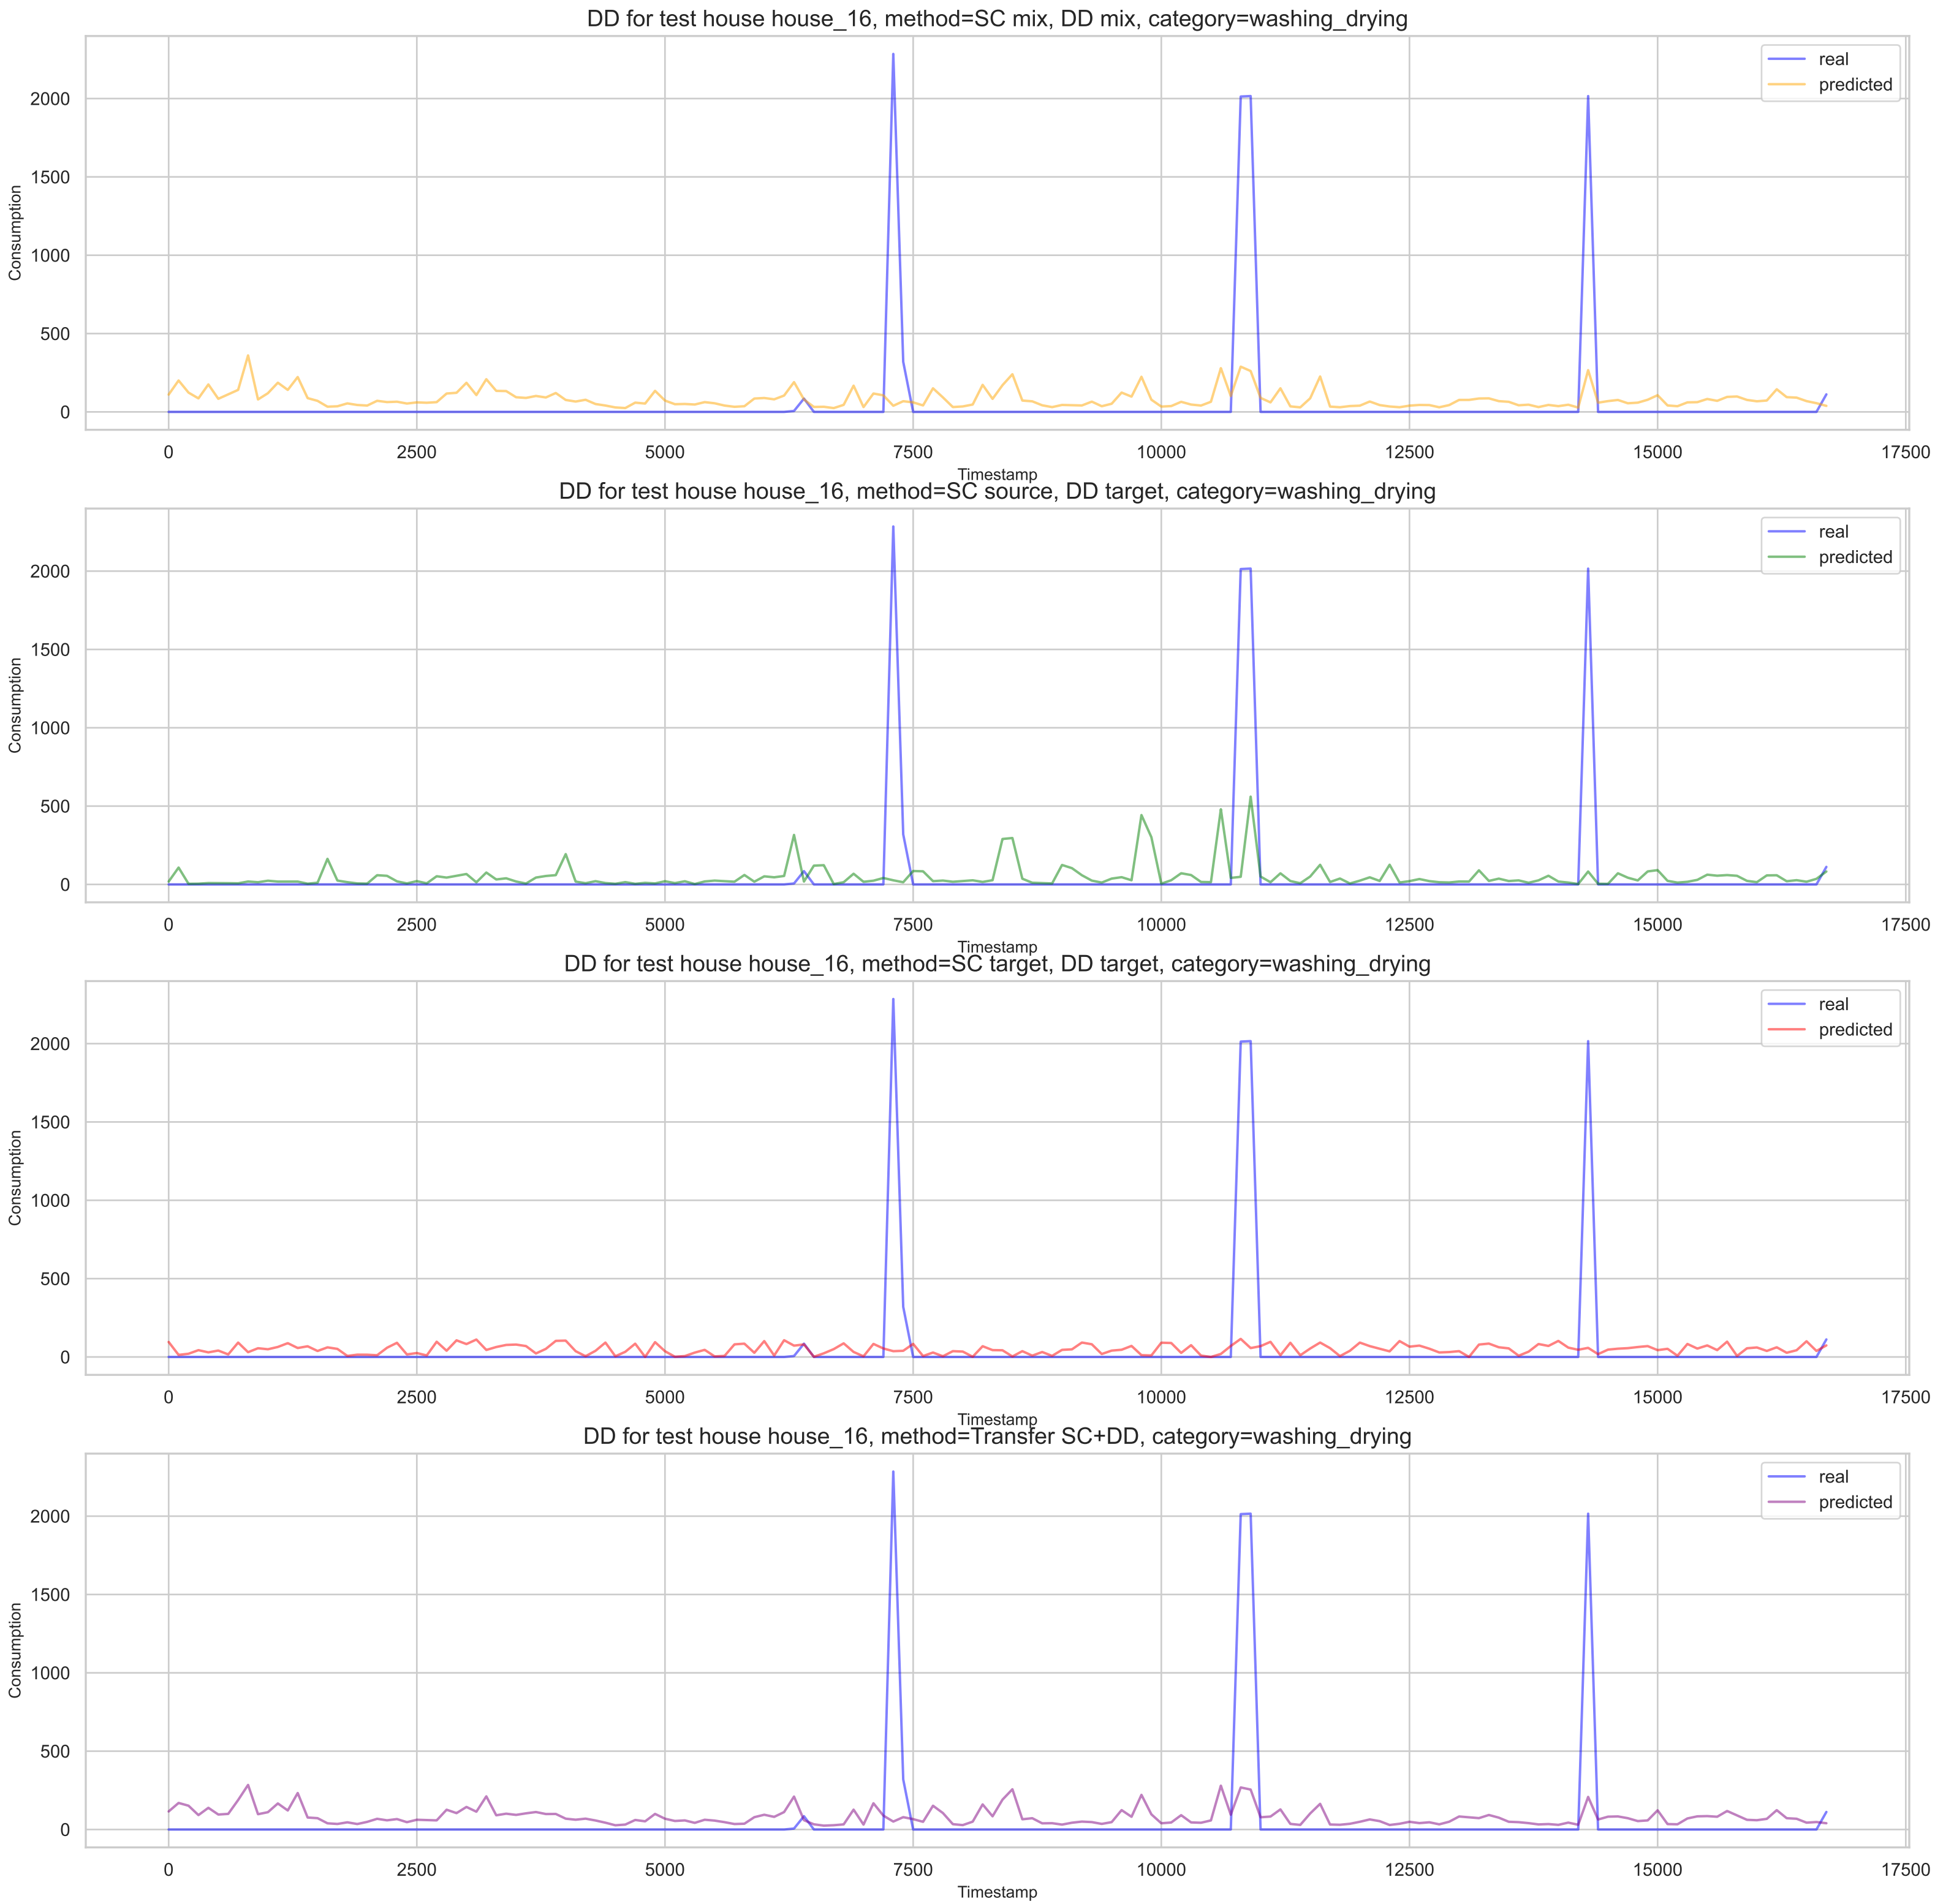 DD for test house house_16, method=SC mix, DD mix, category=washing_drying
real
predicted
2000
1500
1000
500
0
Consumption
0 2500 5000 7500 10000 12500 15000 17500
Timestamp
DD for test house house_16, method=SC source, DD target, category=washing_drying
real
predicted
2000
1500
1000
500
0
Consumption
0 2500 5000 7500 10000 12500 15000 17500
Timestamp
DD for test house house_16, method=SC target, DD target, category=washing_drying
real
predicted
2000
1500
1000
500
0
Consumption
0 2500 5000 7500 10000 12500 15000 17500
Timestamp
DD for test house house_16, method=Transfer SC+DD, category=washing_drying
real
predicted
2000
1500
1000
500
0
Consumption
0 2500 5000 7500 10000 12500 15000 17500
Timestamp